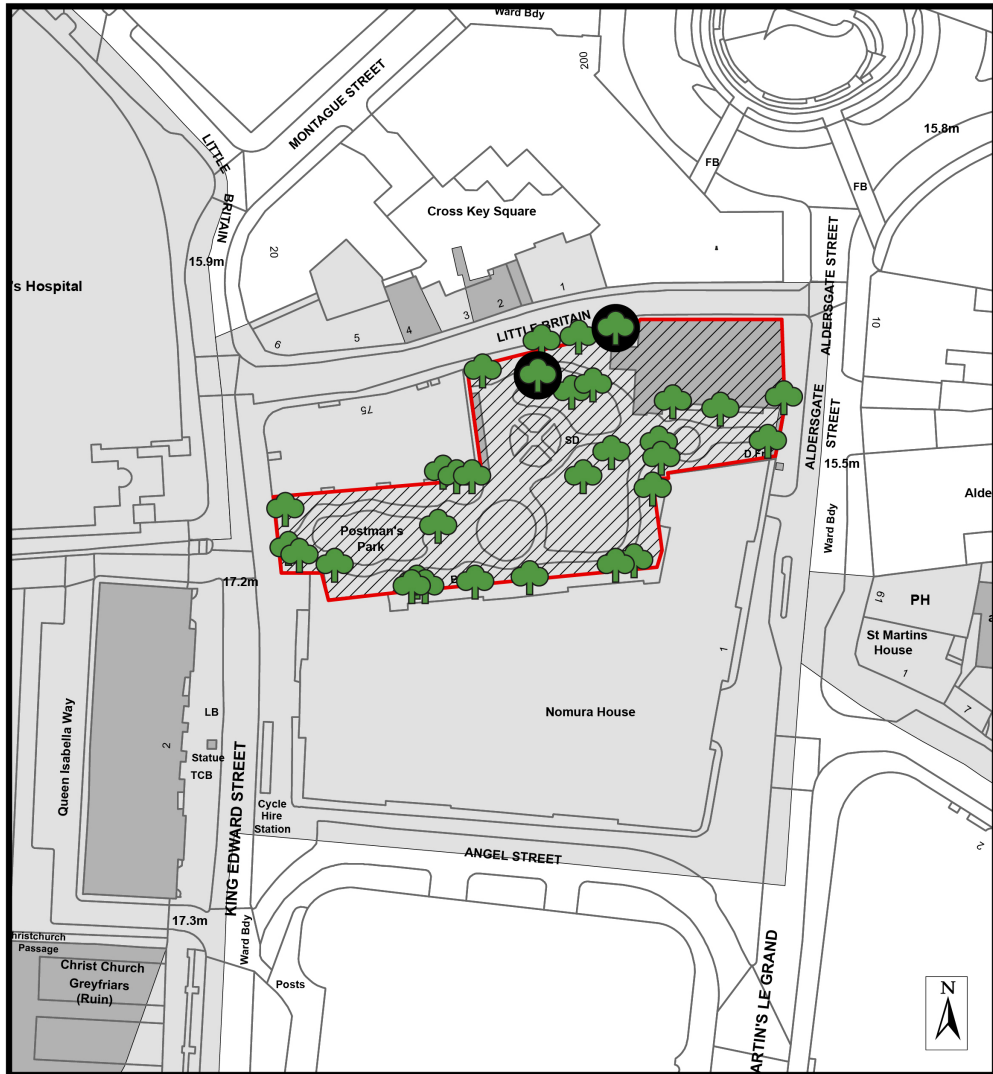 Ward Bdy
200
MONTAGUE STREET
15.8m
LITTLE
FB
FB
BRITAIN
Cross Key Square
ALDERSGATE STREET
20
15.9m
's Hospital
1
2
3
4
5
6
LITTLE BRITAIN
10
75
ALDERSGATE
STREET
SD
D Fn
15.5m
Alde
Postman's
Park
Ward Bdy
17.2m
61
PH
St Martins
House
1
1
7
Queen Isabella Way
LB
Nomura House
2
Statue
TCB
KING EDWARD STREET
Cycle
Hire
Station
2
ANGEL STREET
17.3m
hristchurch
Passage
Ward Bdy
Christ Church
Greyfriars
(Ruin)
Posts
ARTIN'S LE GRAND
N